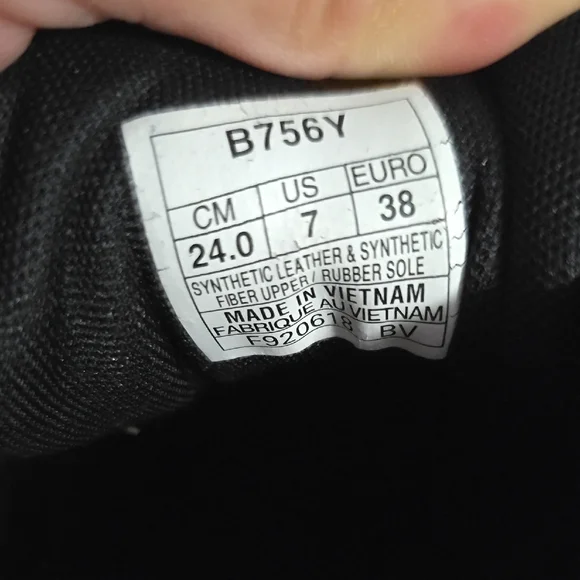 B756Y
CM US EURO
24.0 7 38
SYNTHETIC LEATHER & SYNTHETIC
FIBER UPPER / RUBBER SOLE
MADE IN VIETNAM
FABRIQUE AU VIETNAM
F920618 BV